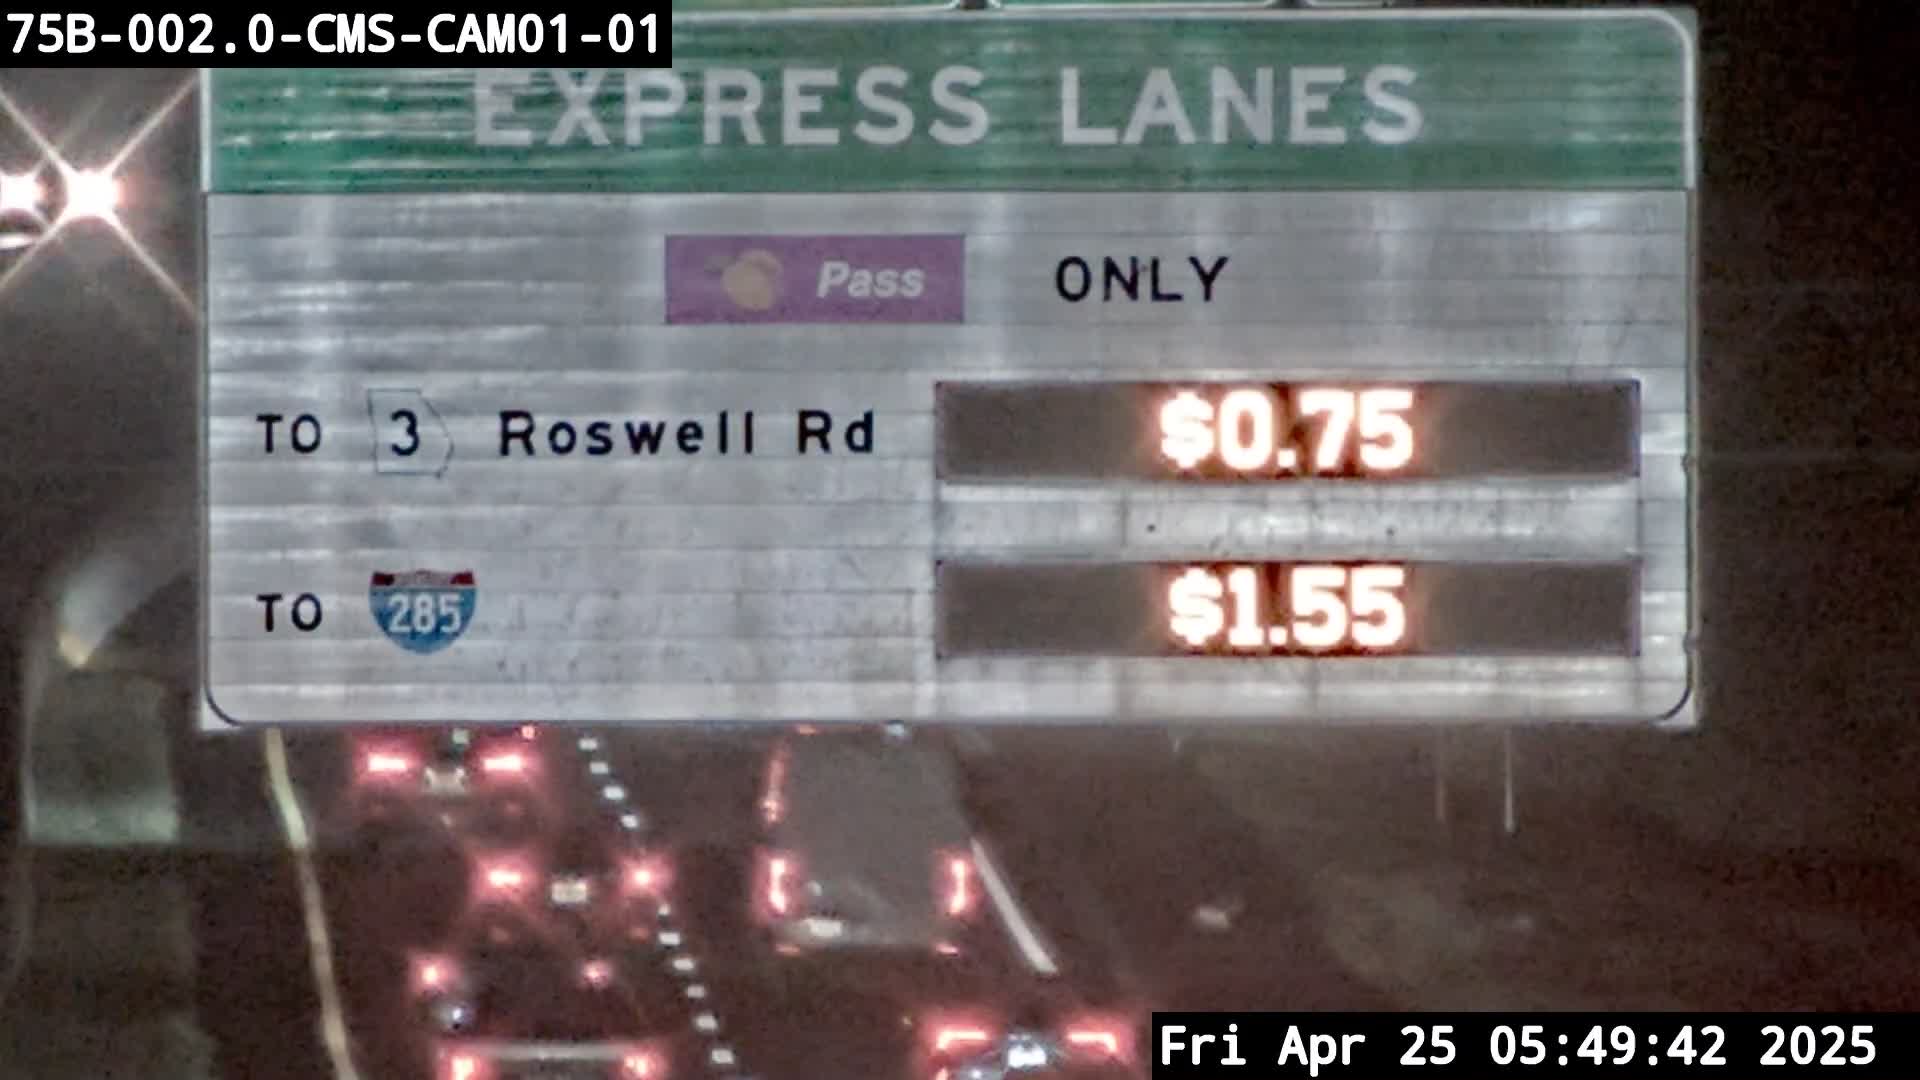 75B-002.0-CMS-CAM01-01
EXPRESS LANES
Pass ONLY
TO 3 Roswell Rd $0.75
TO 285 $1.55
Fri Apr 25 05:49:42 2025